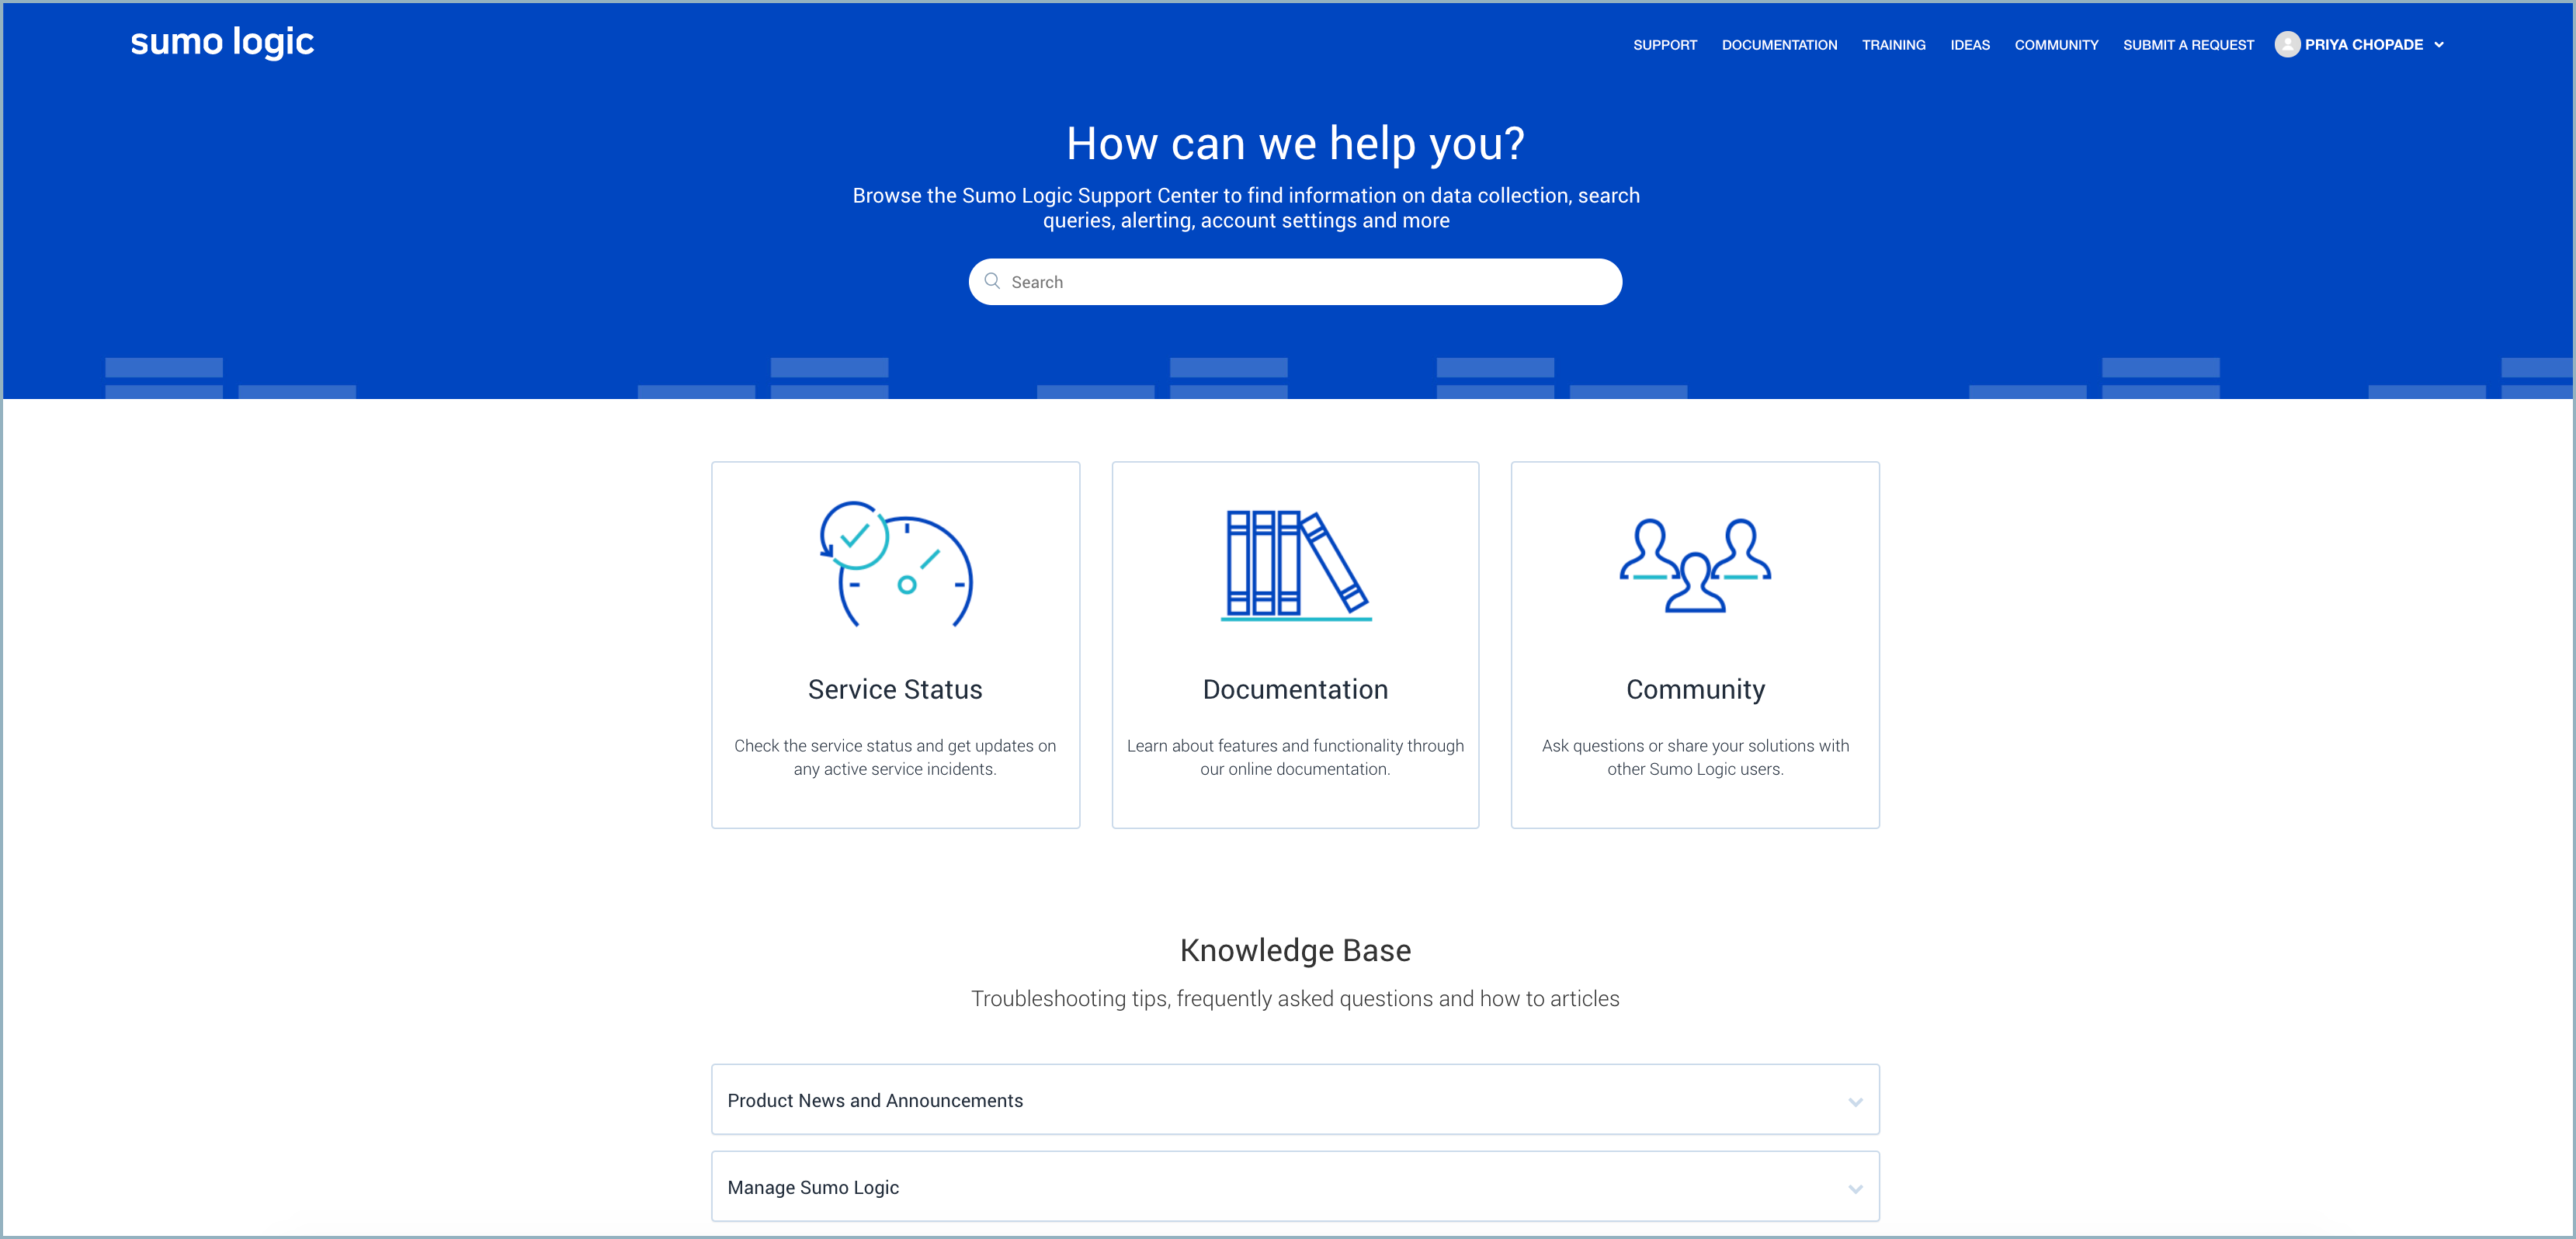 sumo logic
SUPPORT DOCUMENTATION TRAINING IDEAS COMMUNITY SUBMIT A REQUEST PRIYA CHOPADE
How can we help you?
Browse the Sumo Logic Support Center to find information on data collection, search
queries, alerting, account settings and more
Search
Service Status
Check the service status and get updates on
any active service incidents.
Documentation
Learn about features and functionality through
our online documentation.
Community
Ask questions or share your solutions with
other Sumo Logic users.
Knowledge Base
Troubleshooting tips, frequently asked questions and how to articles
Product News and Announcements
Manage Sumo Logic